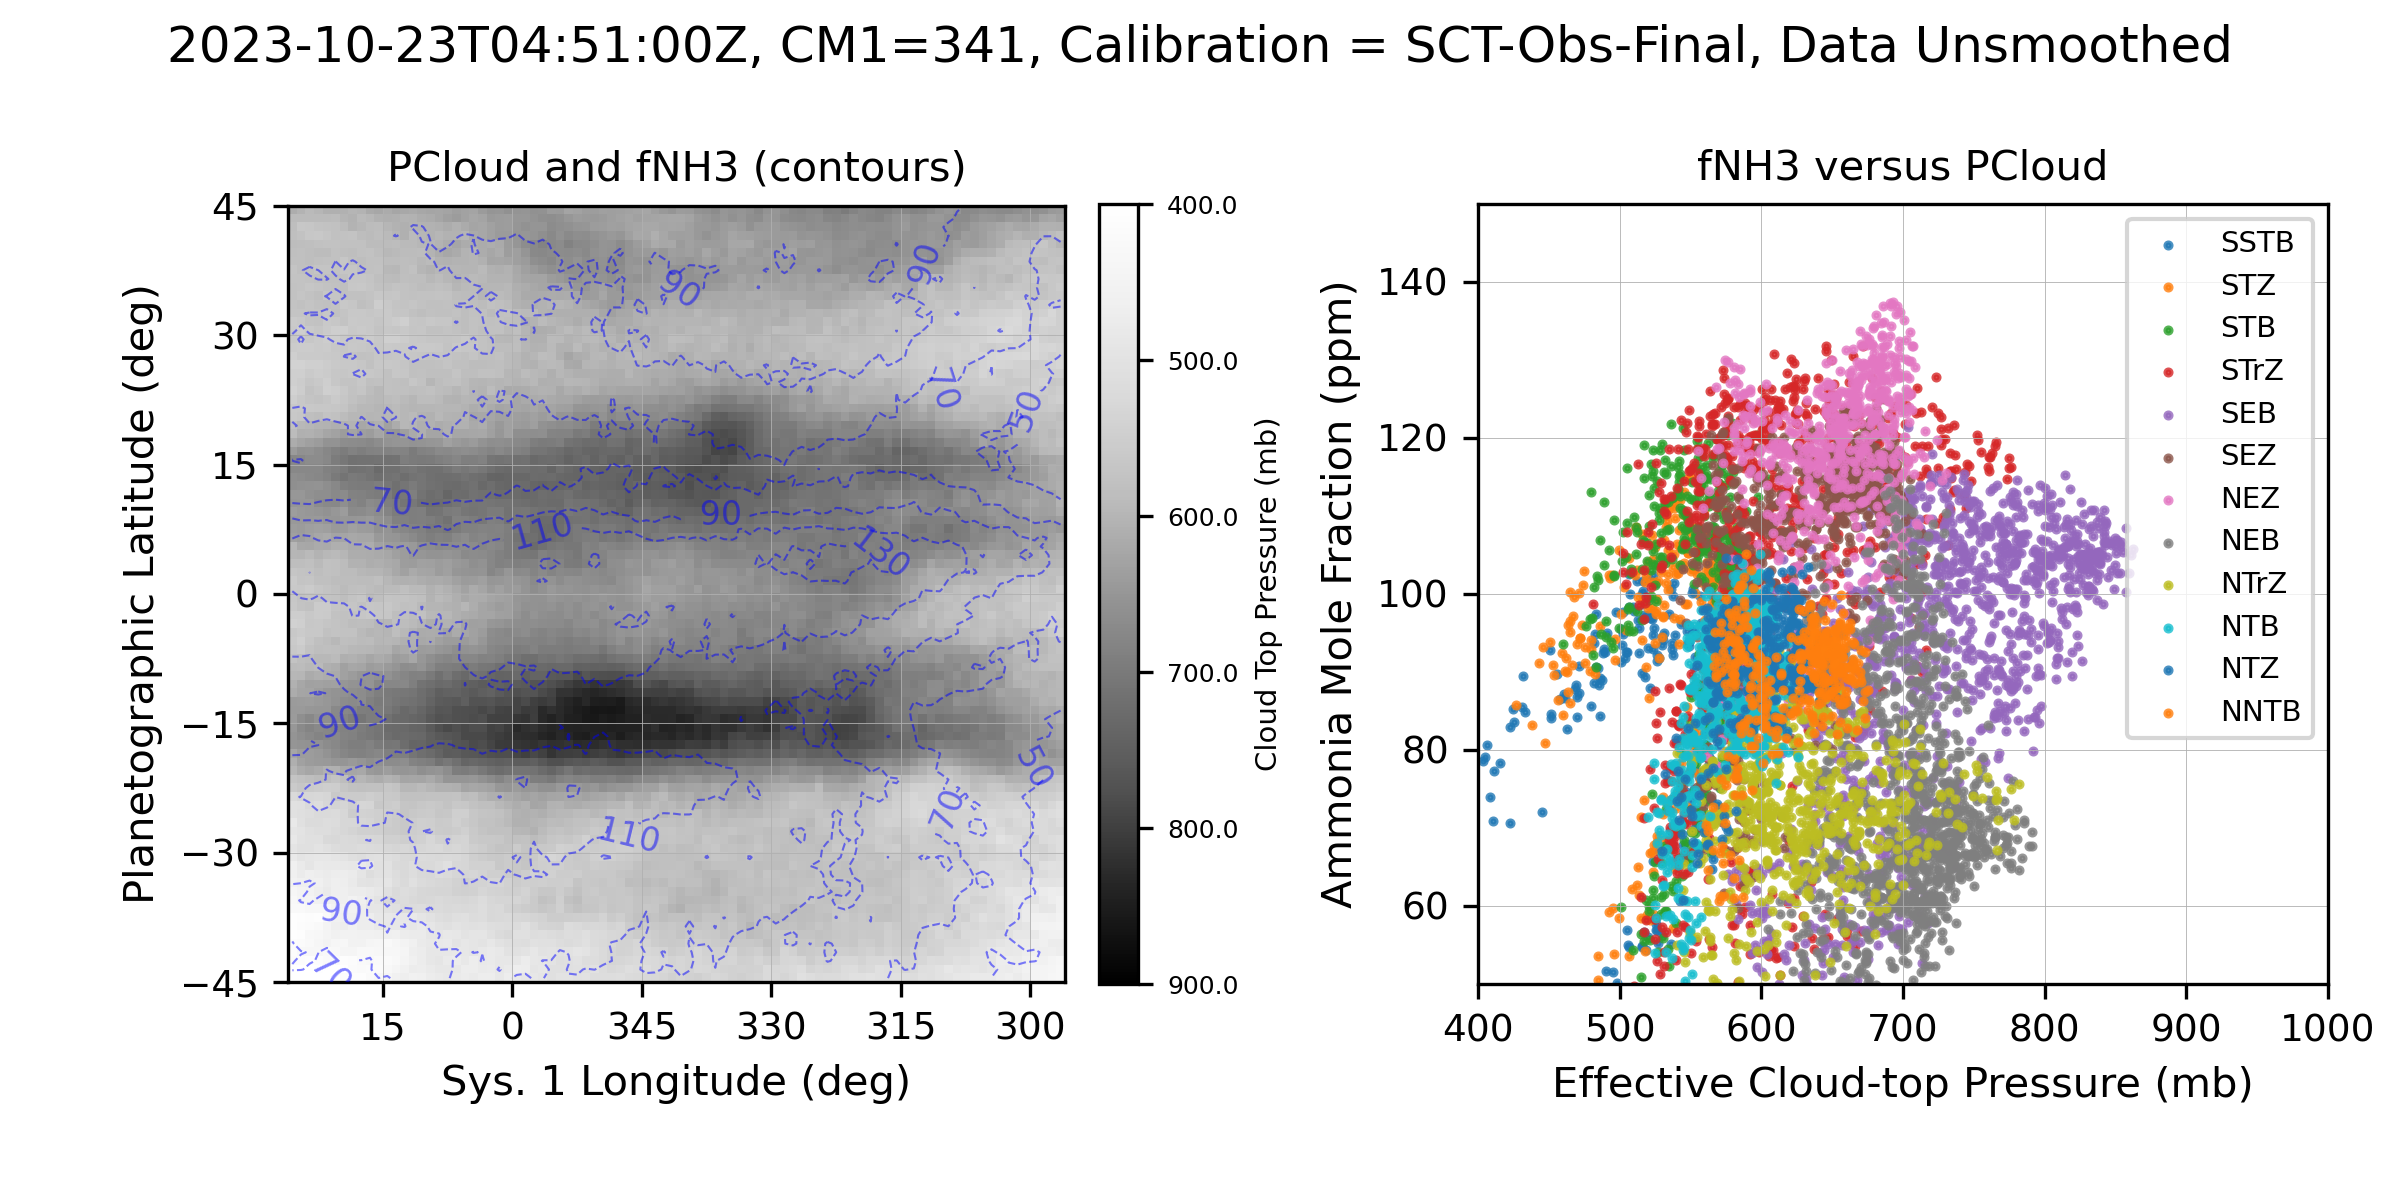 2023-10-23T04:51:00Z, CM1=341, Calibration = SCT-Obs-Final, Data Unsmoothed
PCloud and fNH3 (contours)
Planetographic Latitude (deg)
45
30
15
0
−15
−30
−45
15
0
345
330
315
300
Sys. 1 Longitude (deg)
90
90
70
50
70
90
110
130
90
50
70
110
90
70
400.0
500.0
600.0
700.0
800.0
900.0
Cloud Top Pressure (mb)
fNH3 versus PCloud
Ammonia Mole Fraction (ppm)
140
120
100
80
60
400
500
600
700
800
900
1000
Effective Cloud-top Pressure (mb)
SSTB
STZ
STB
STrZ
SEB
SEZ
NEZ
NEB
NTrZ
NTB
NTZ
NNTB